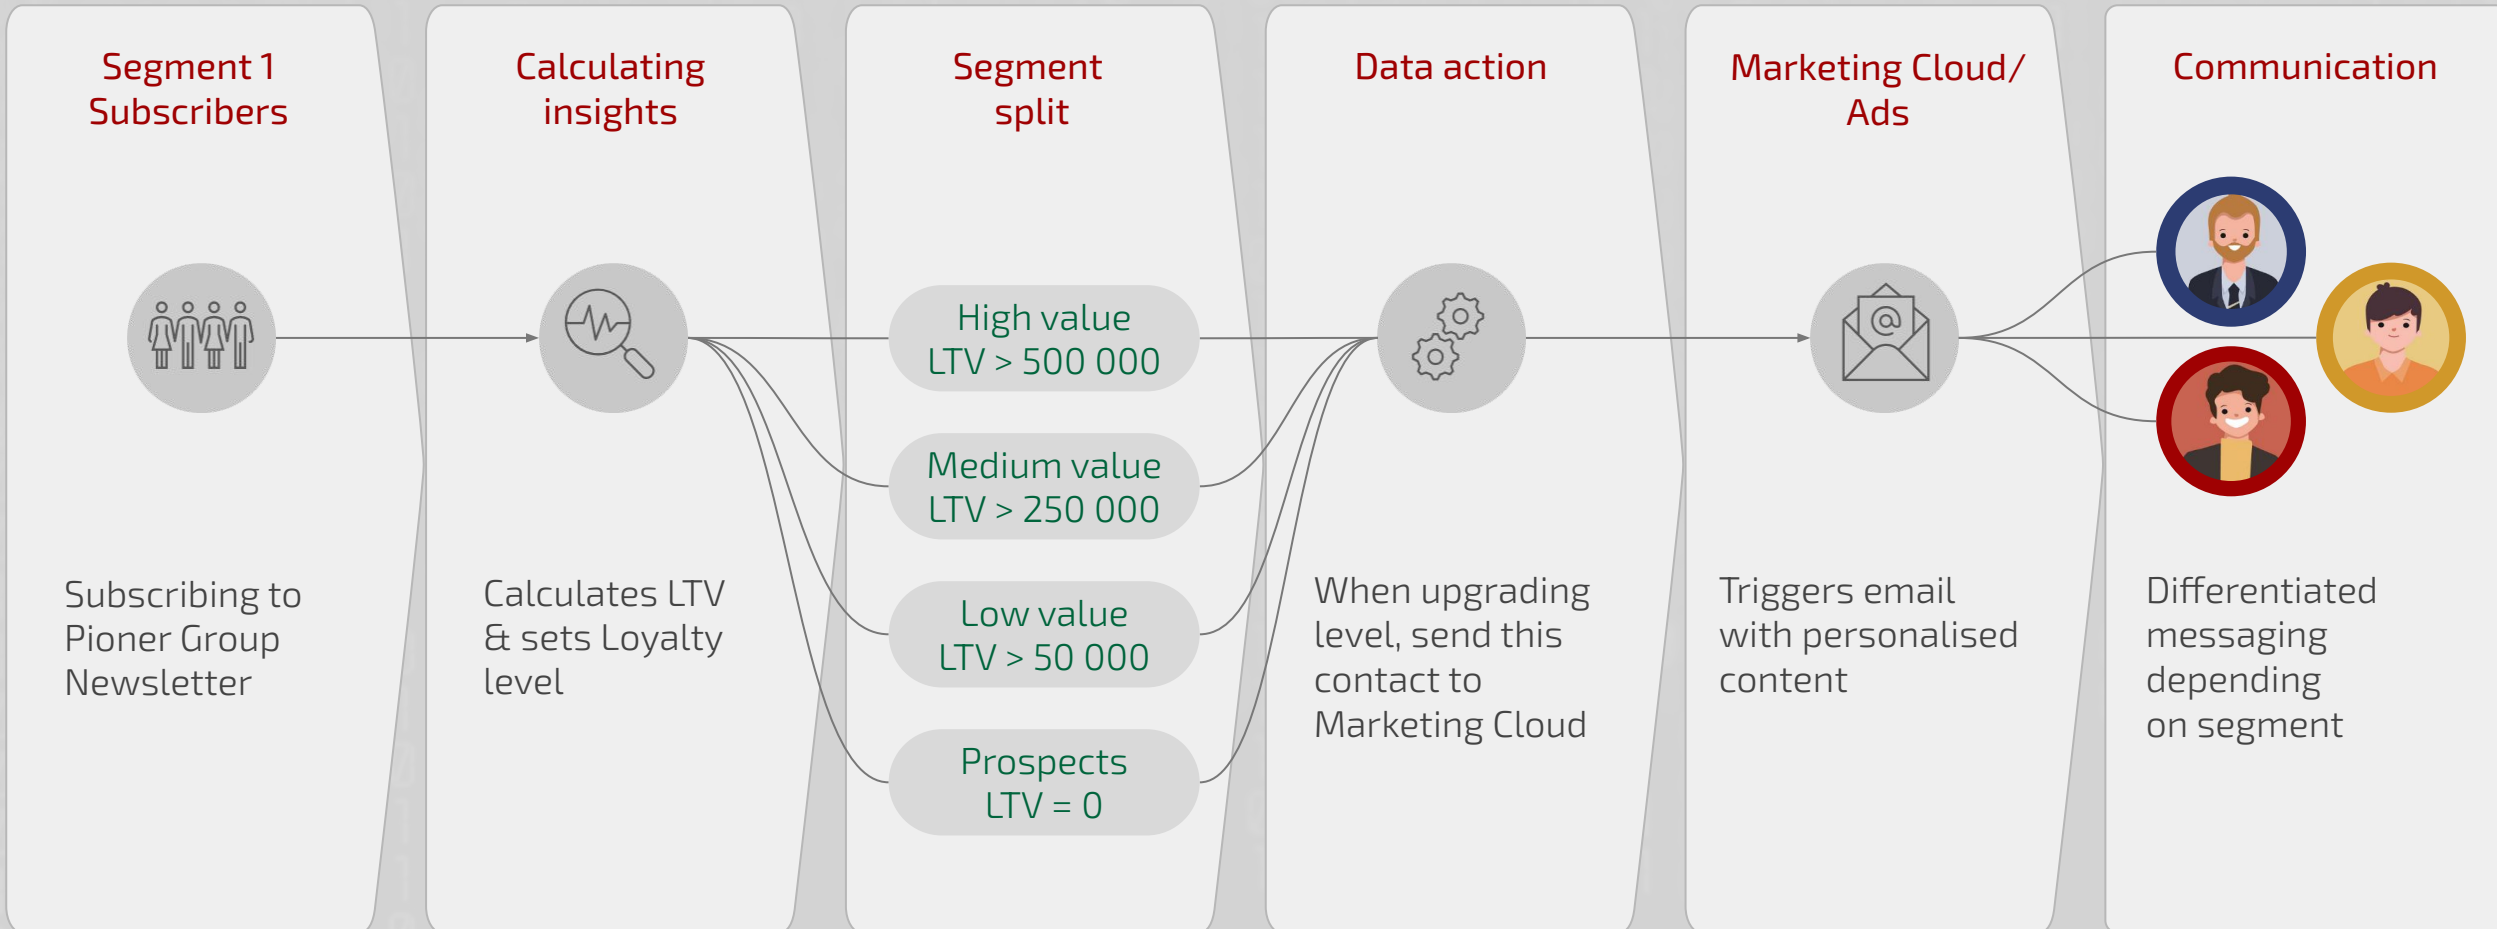 Segment 1
Subscribers
Subscribing to
Pioner Group
Newsletter
Calculating
insights
Calculates LTV
& sets Loyalty
level
Segment
split
High value
LTV > 500 000
Medium value
LTV > 250 000
Low value
LTV > 50 000
Prospects
LTV = 0
Data action
When upgrading
level, send this
contact to
Marketing Cloud
Marketing Cloud/
Ads
@
Triggers email
with personalised
content
Communication
Differentiated
messaging
depending
on segment